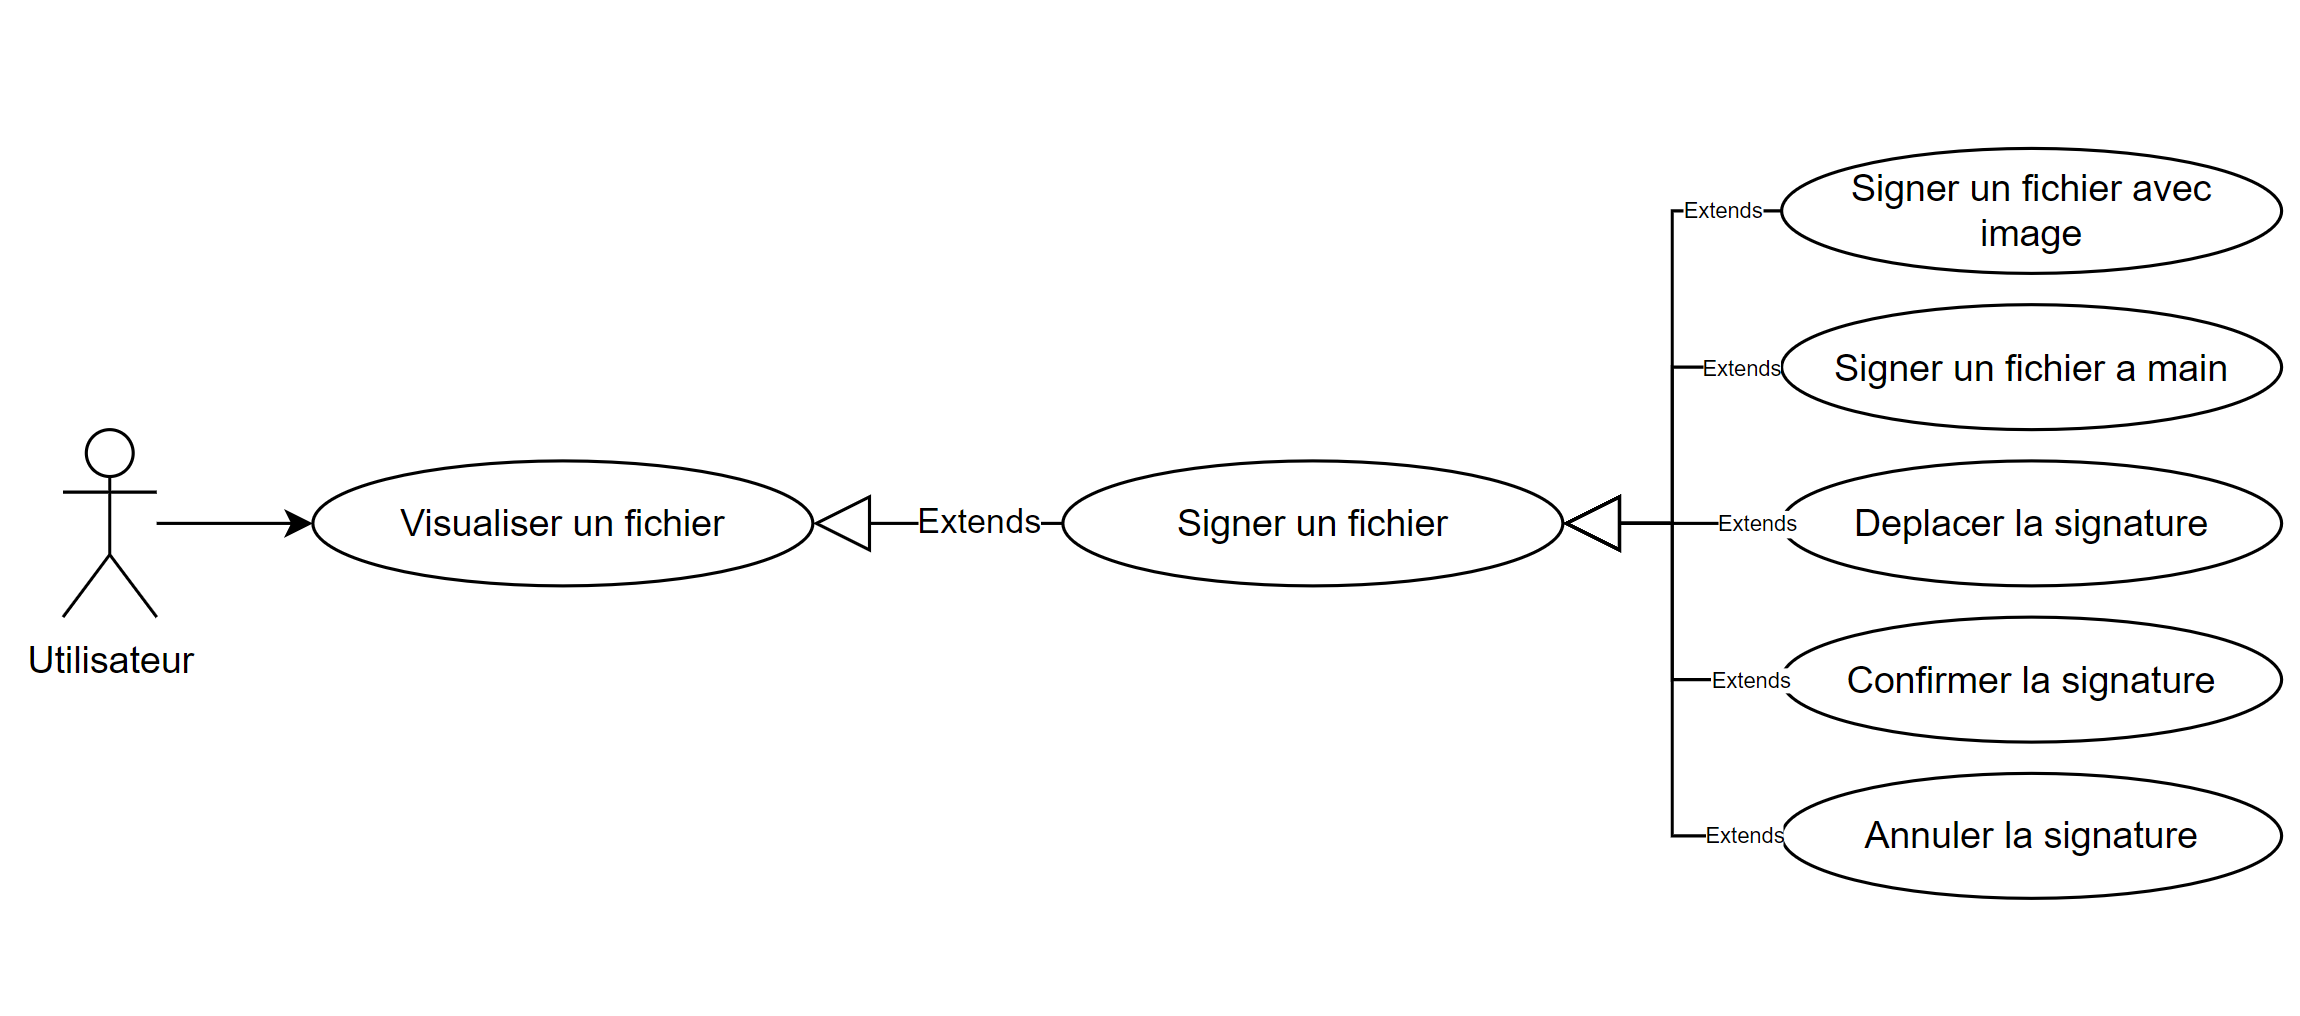 Utilisateur
Visualiser un fichier
Extends
Signer un fichier
Extends
Signer un fichier avec
image
Extends
Signer un fichier a main
Extends
Deplacer la signature
Extends
Confirmer la signature
Extends
Annuler la signature